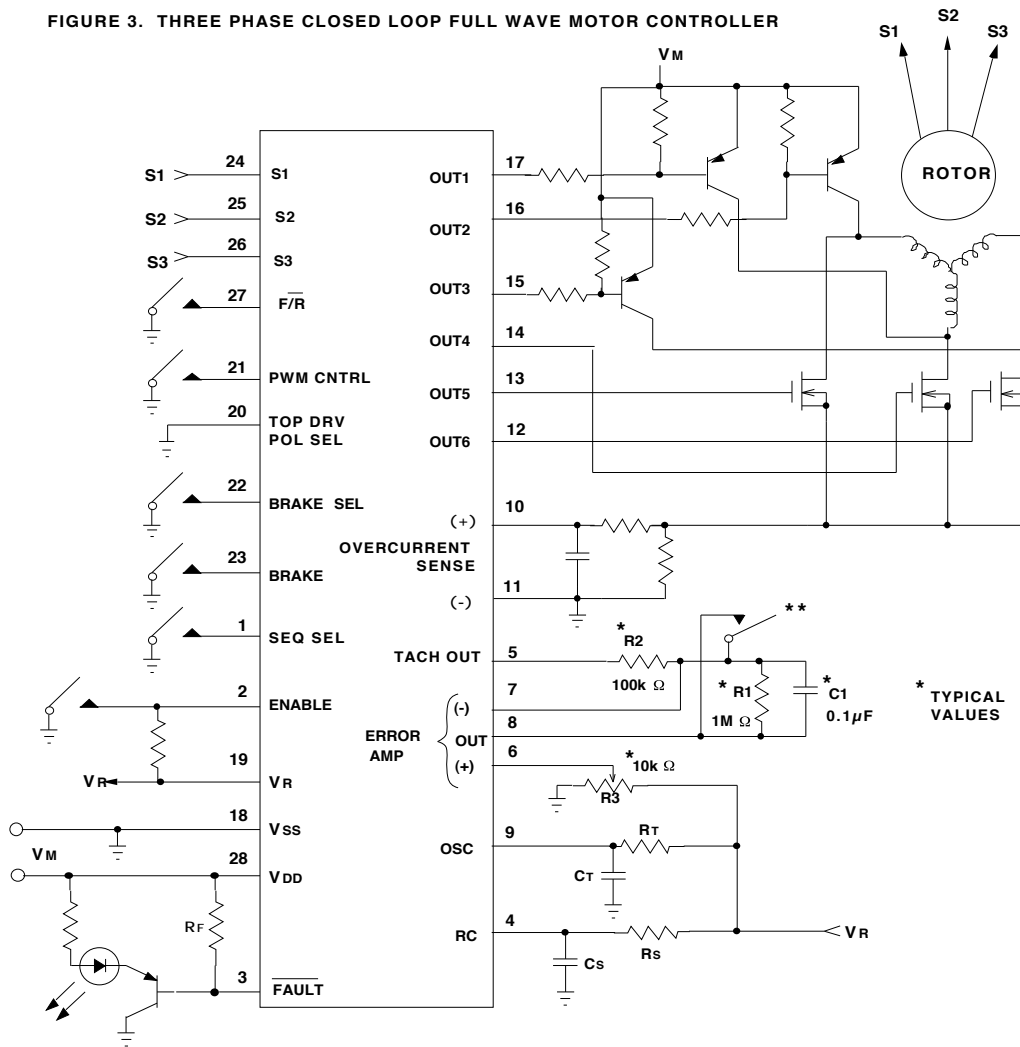 FIGURE 3. THREE PHASE CLOSED LOOP FULL WAVE MOTOR CONTROLLER
S1
S2
S3
VM
ROTOR
S1
24
S1
S2
25
S2
S3
26
S3
27
F/R
21
PWM CNTRL
20
TOP DRV
POL SEL
22
BRAKE SEL
23
BRAKE
1
SEQ SEL
2
ENABLE
19
VR
VR
18
VSS
VM
28
VDD
RF
3
FAULT
OUT1
17
OUT2
16
OUT3
15
OUT4
14
OUT5
13
OUT6
12
(+)
10
OVERCURRENT
SENSE
(-)
11
TACH OUT
5
* R2
100k Ω
**
* R1
1M Ω
* C1
0.1µF
* TYPICAL
VALUES
ERROR
AMP
(-)
7
OUT
8
(+)
6
*10k Ω
R3
OSC
9
RT
CT
RC
4
RS
CS
VR